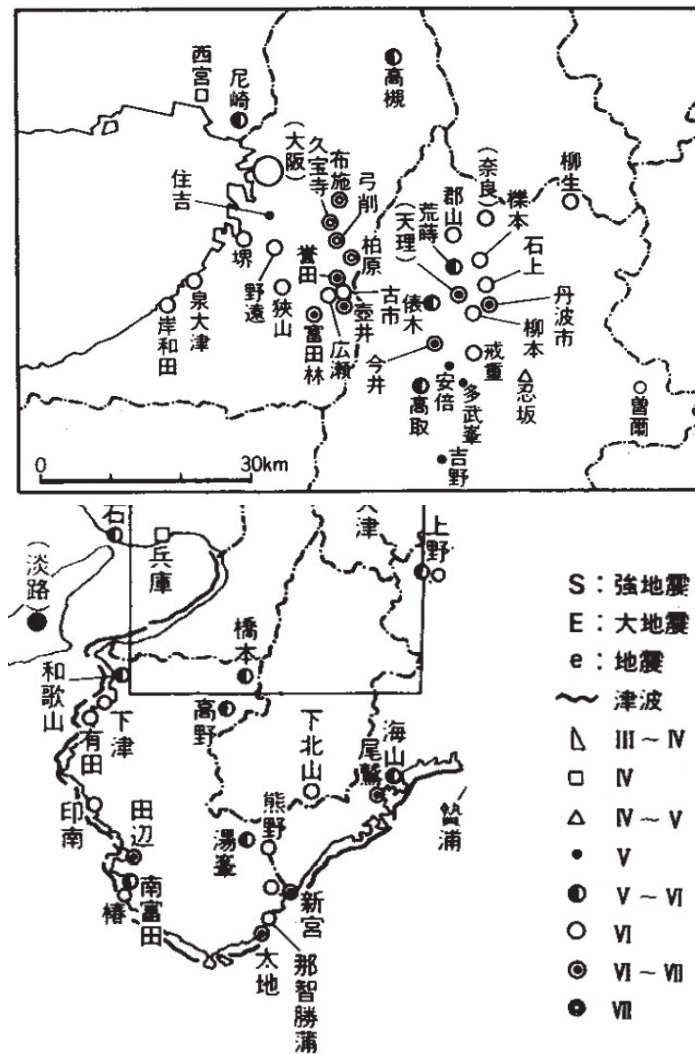 高槻
西宮
尼崎
(大阪)
久宝寺
布施
弓削
柏原
住吉
誉田
堺
泉大津
岸和田
野遠
狭山
富田林
広瀬
壺井
古市
(奈良)
柳生
郡山
櫟本
荒蒔
(天理)
石上
丹波市
俵木
柳本
今井
戒重
安倍
多武峯
高取
忍坂
曽爾
吉野
0
30km
石
兵庫
(淡路)
大津
上野
橋本
和歌山
下津
有田
高野
下北山
尾鷲
海山
贄浦
印南
田辺
熊野
湯峯
南富田
椿
新宮
太地
那智勝浦
S：強地震
E：大地震
e：地震
津波
III～IV
IV
IV～V
V
V～VI
VI
VI～VII
VII